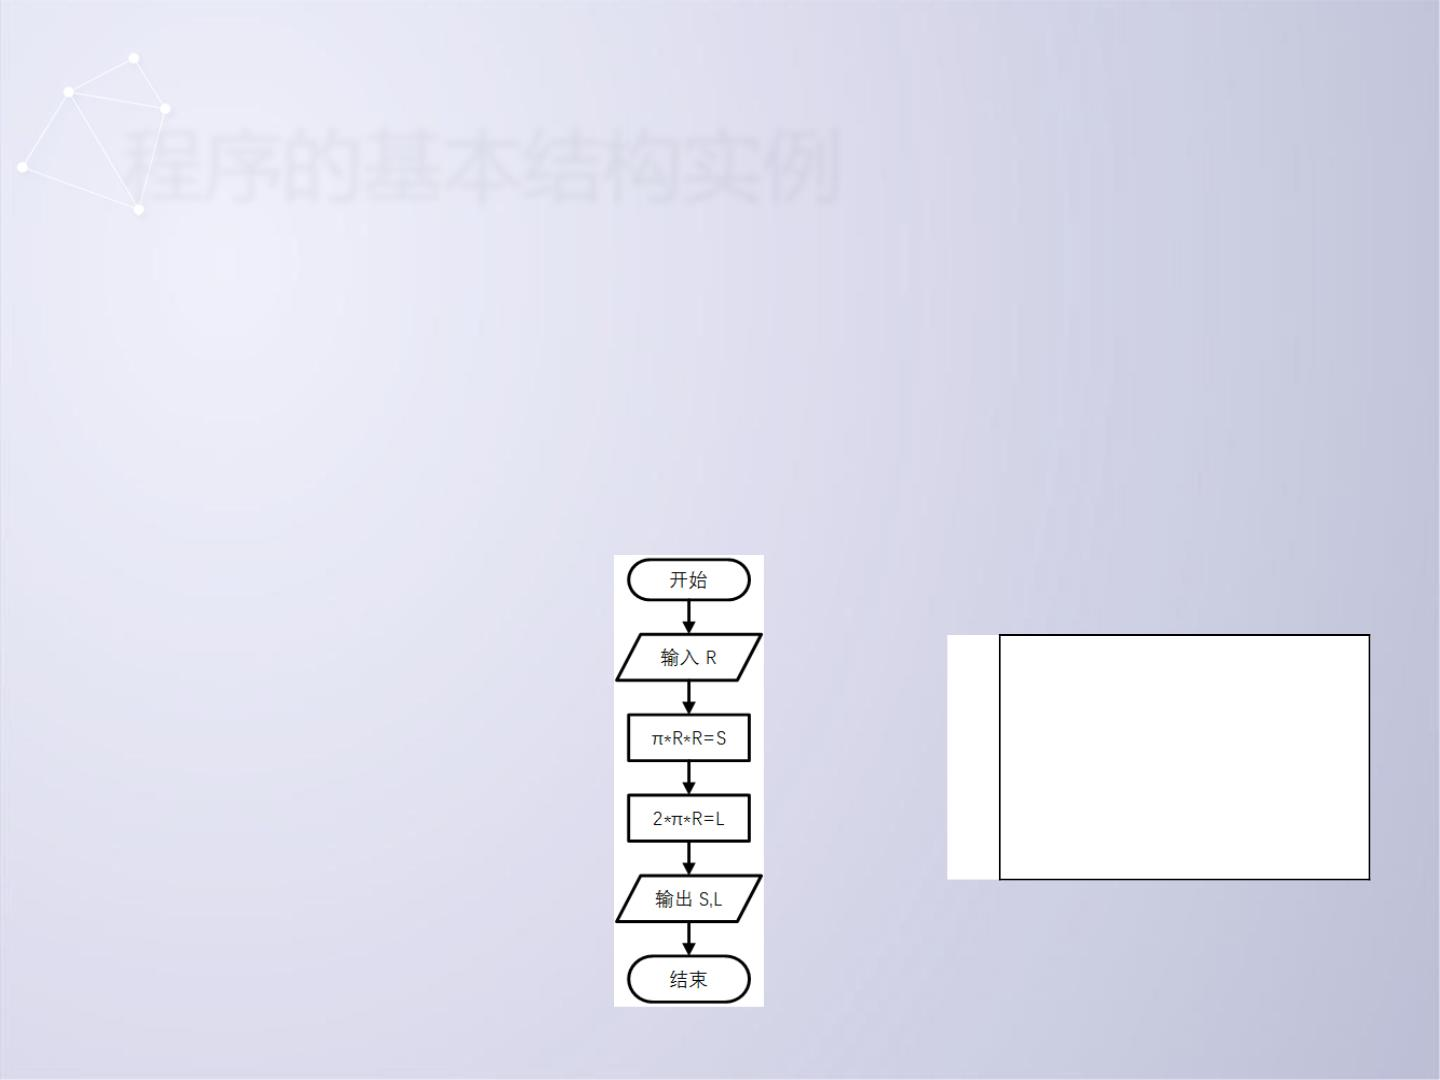 程序的基本结构实例
开始
输入 R
π*R*R=S
2*π*R=L
输出 S,L
结束